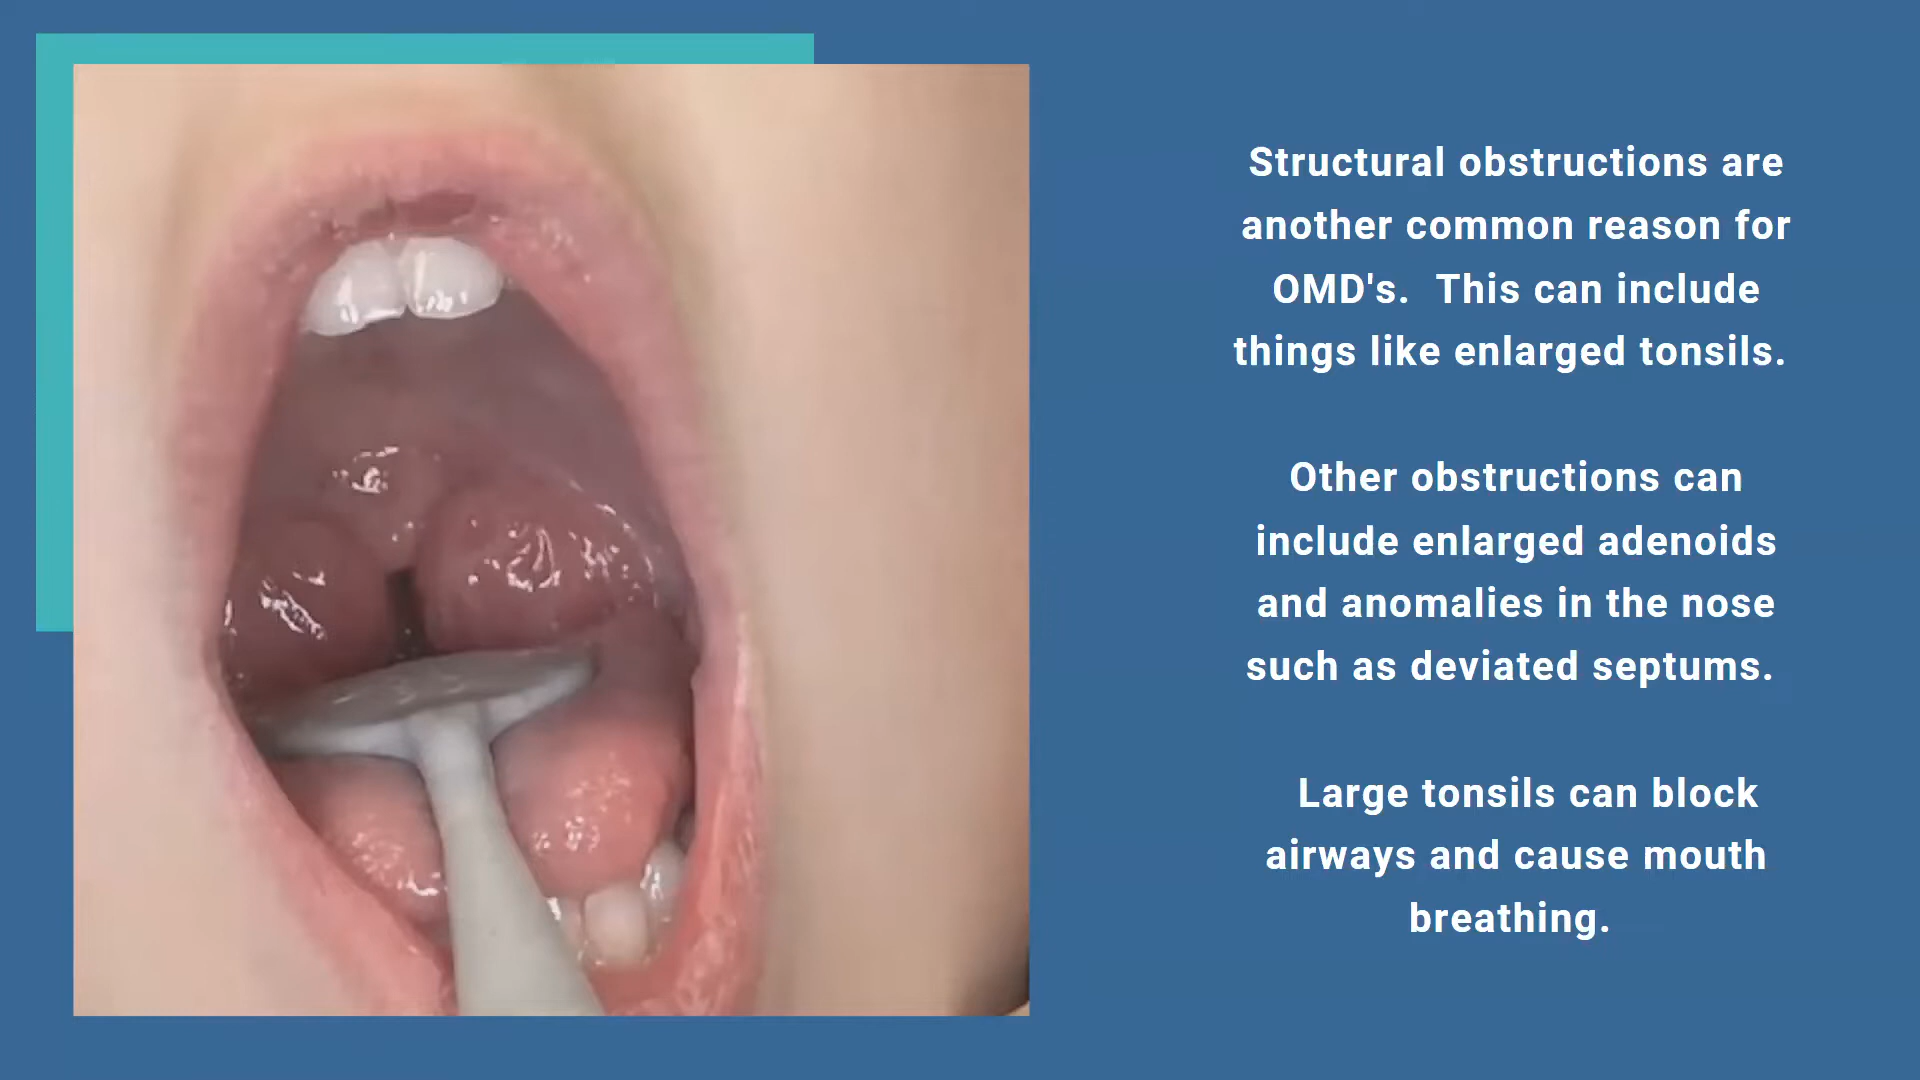 Structural obstructions are
another common reason for
OMD's.  This can include
things like enlarged tonsils.
Other obstructions can
include enlarged adenoids
and anomalies in the nose
such as deviated septums.
Large tonsils can block
airways and cause mouth
breathing.